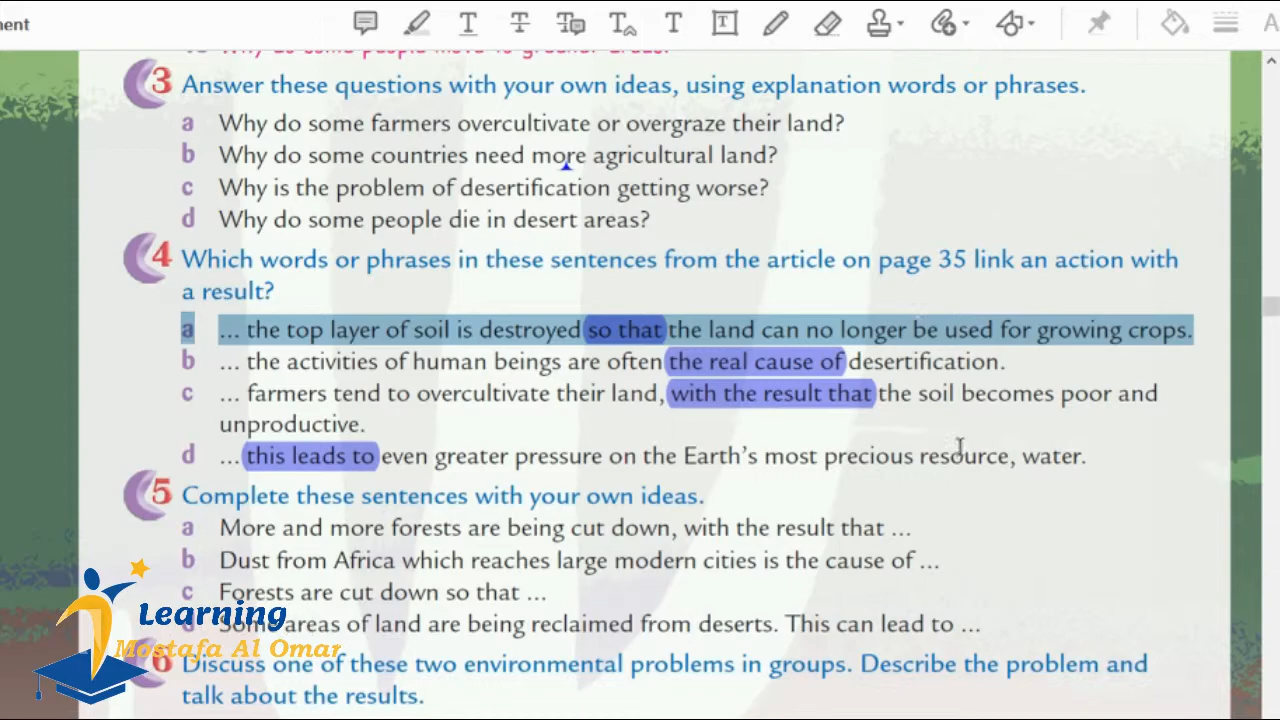 ent
Why do some people move to greener areas?
3 Answer these questions with your own ideas, using explanation words or phrases.
a Why do some farmers overcultivate or overgraze their land?
b Why do some countries need more agricultural land?
c Why is the problem of desertification getting worse?
d Why do some people die in desert areas?
4 Which words or phrases in these sentences from the article on page 35 link an action with
a result?
a ... the top layer of soil is destroyed so that the land can no longer be used for growing crops.
b ... the activities of human beings are often the real cause of desertification.
c ... farmers tend to overcultivate their land, with the result that the soil becomes poor and
unproductive.
d ... this leads to even greater pressure on the Earth's most precious resource, water.
5 Complete these sentences with your own ideas.
a More and more forests are being cut down, with the result that ...
b Dust from Africa which reaches large modern cities is the cause of ...
c Forests are cut down so that ...
d Some areas of land are being reclaimed from deserts. This can lead to ...
Learning
Mostafa Al Omar
6 Discuss one of these two environmental problems in groups. Describe the problem and
talk about the results.